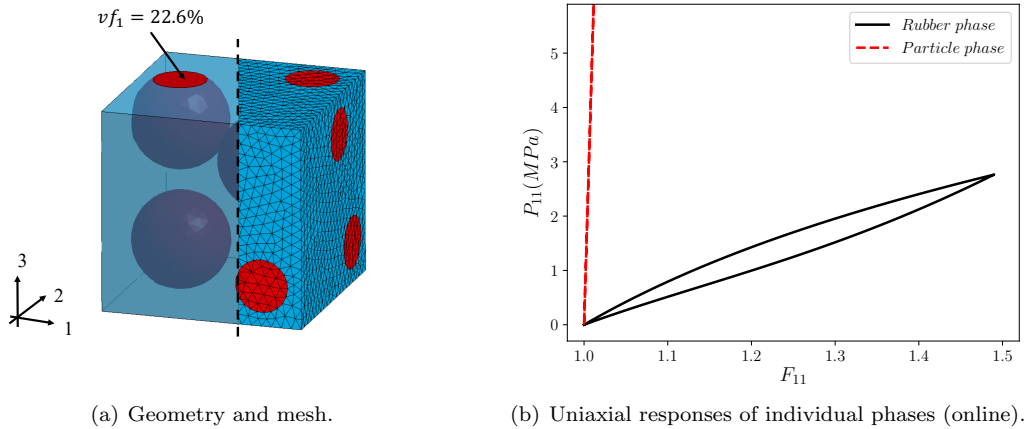 vf₁ = 22.6%
3
2
1
Rubber phase
Particle phase
P₁₁(MPa)
5
4
3
2
1
0
1.0 1.1 1.2 1.3 1.4 1.5
F₁₁
(a) Geometry and mesh.
(b) Uniaxial responses of individual phases (online).